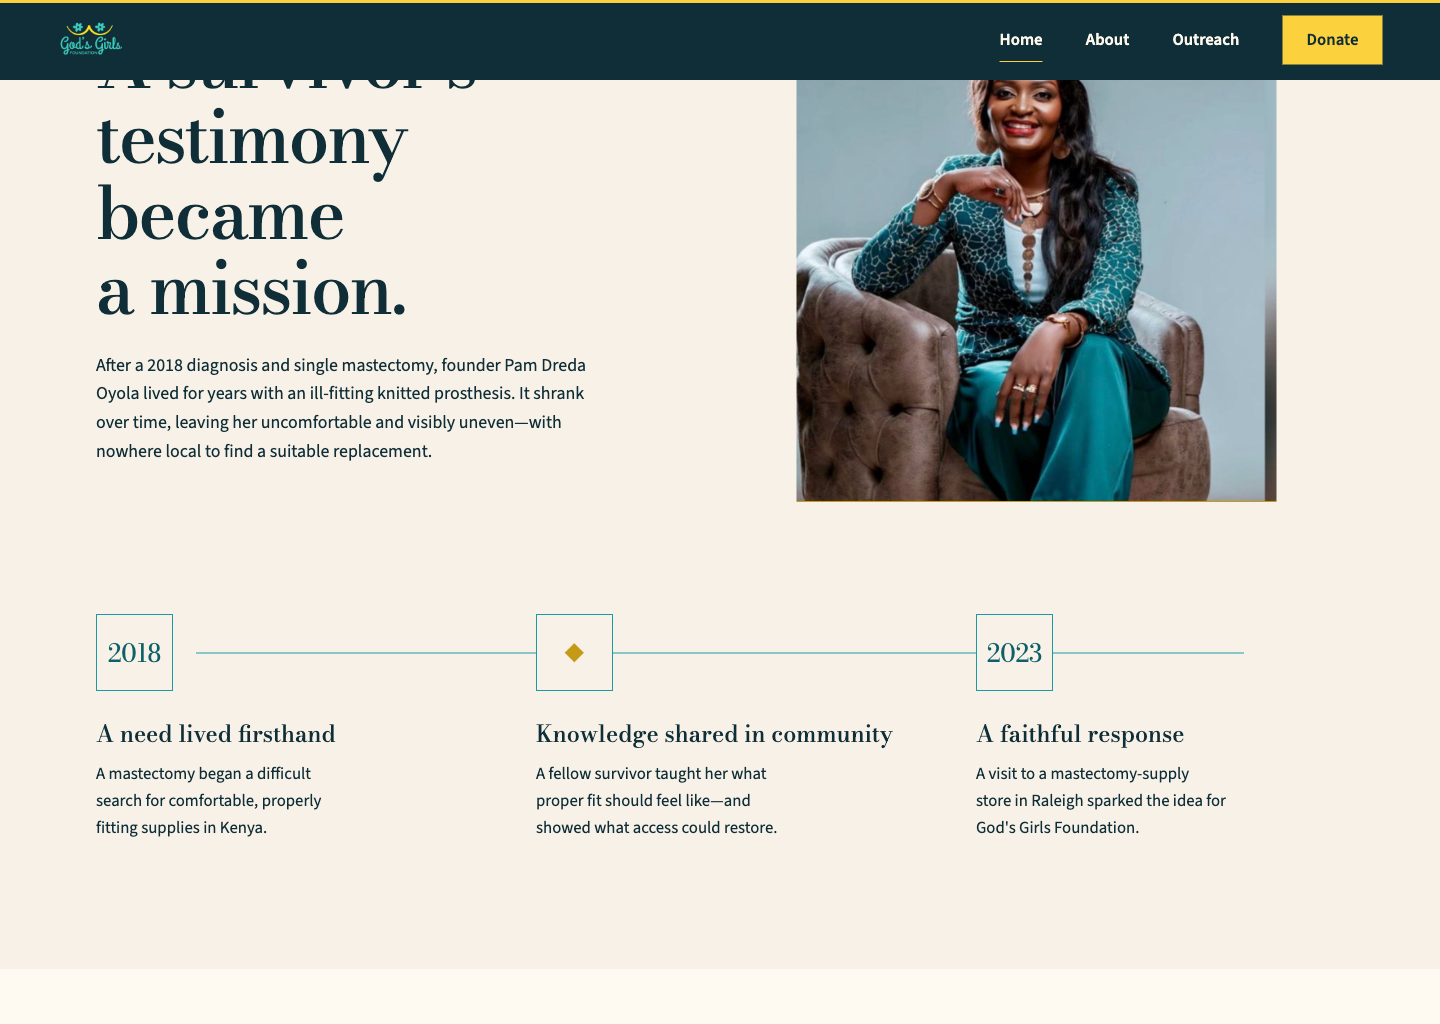 God's Girls
FOUNDATION
Home
About
Outreach
Donate
A survivor's
testimony
became
a mission.
After a 2018 diagnosis and single mastectomy, founder Pam Dreda
Oyola lived for years with an ill-fitting knitted prosthesis. It shrank
over time, leaving her uncomfortable and visibly uneven—with
nowhere local to find a suitable replacement.
2018
2023
A need lived firsthand
A mastectomy began a difficult
search for comfortable, properly
fitting supplies in Kenya.
Knowledge shared in community
A fellow survivor taught her what
proper fit should feel like—and
showed what access could restore.
A faithful response
A visit to a mastectomy-supply
store in Raleigh sparked the idea for
God's Girls Foundation.